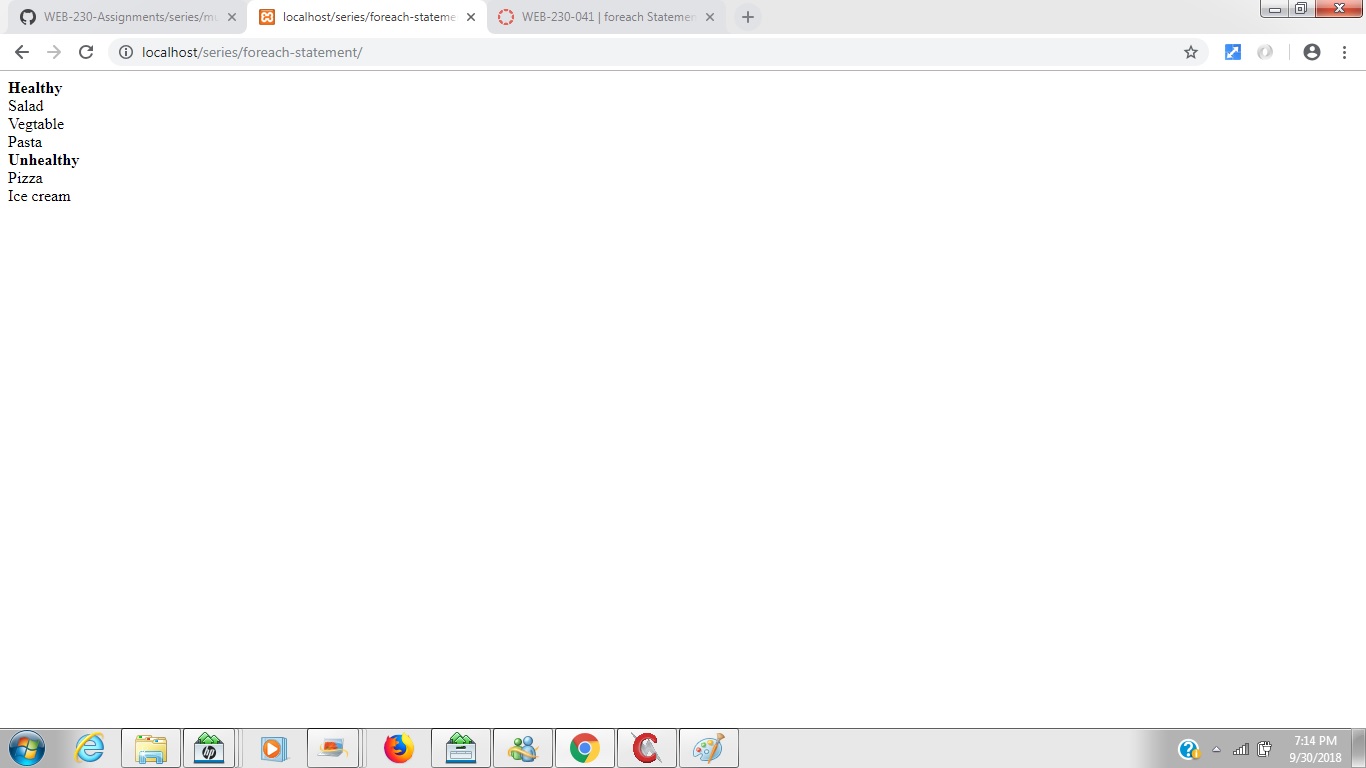 WEB-230-Assignments/series/mu
localhost/series/foreach-stateme
WEB-230-041 | foreach Statemen
localhost/series/foreach-statement/
Healthy
Salad
Vegtable
Pasta
Unhealthy
Pizza
Ice cream
hp
7:14 PM
9/30/2018